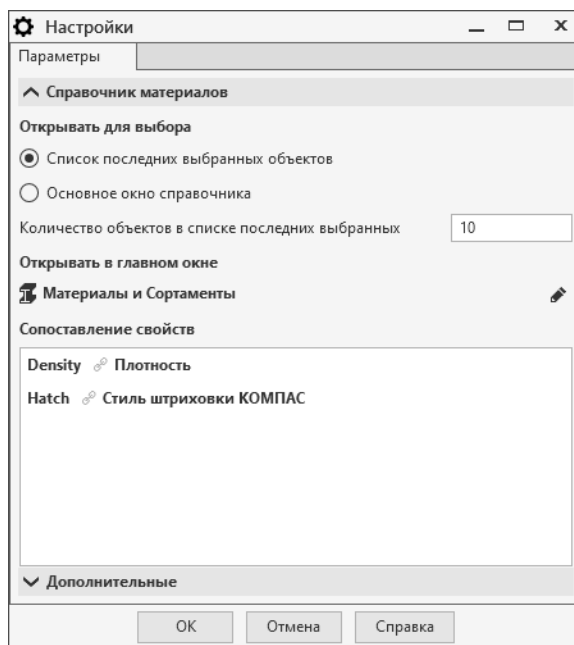 Настройки
Параметры
Справочник материалов
Открывать для выбора
Список последних выбранных объектов
Основное окно справочника
Количество объектов в списке последних выбранных 10
Открывать в главном окне
Материалы и Сортаменты
Сопоставление свойств
Density Плотность
Hatch Стиль штриховки КОМПАС
Дополнительные
ОК Отмена Справка